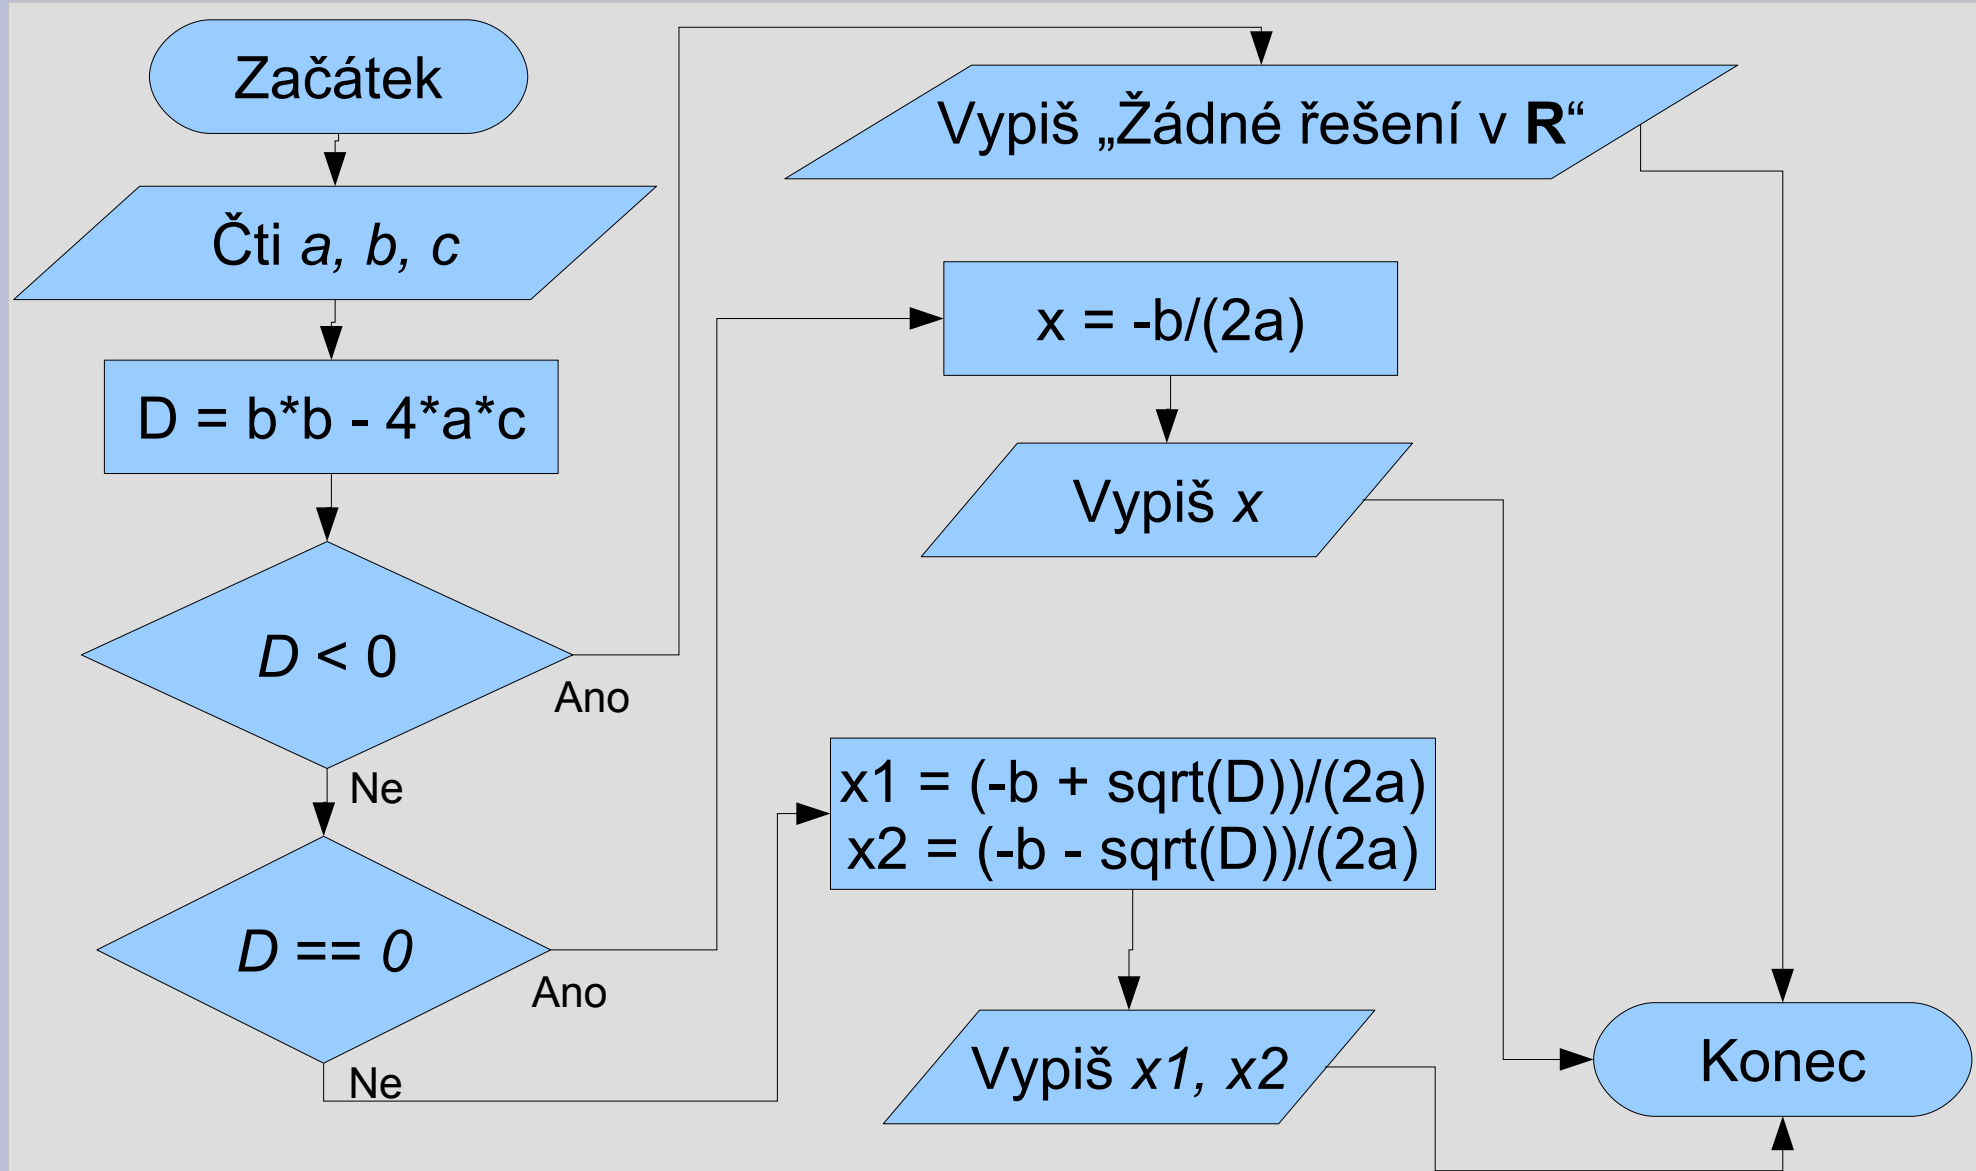 Začátek
Čti a, b, c
D = b*b - 4*a*c
D < 0
Ano
Ne
D == 0
Ano
Ne
Vypiš „Žádné řešení v R“
x = -b/(2a)
Vypiš x
x1 = (-b + sqrt(D))/(2a)
x2 = (-b - sqrt(D))/(2a)
Vypiš x1, x2
Konec